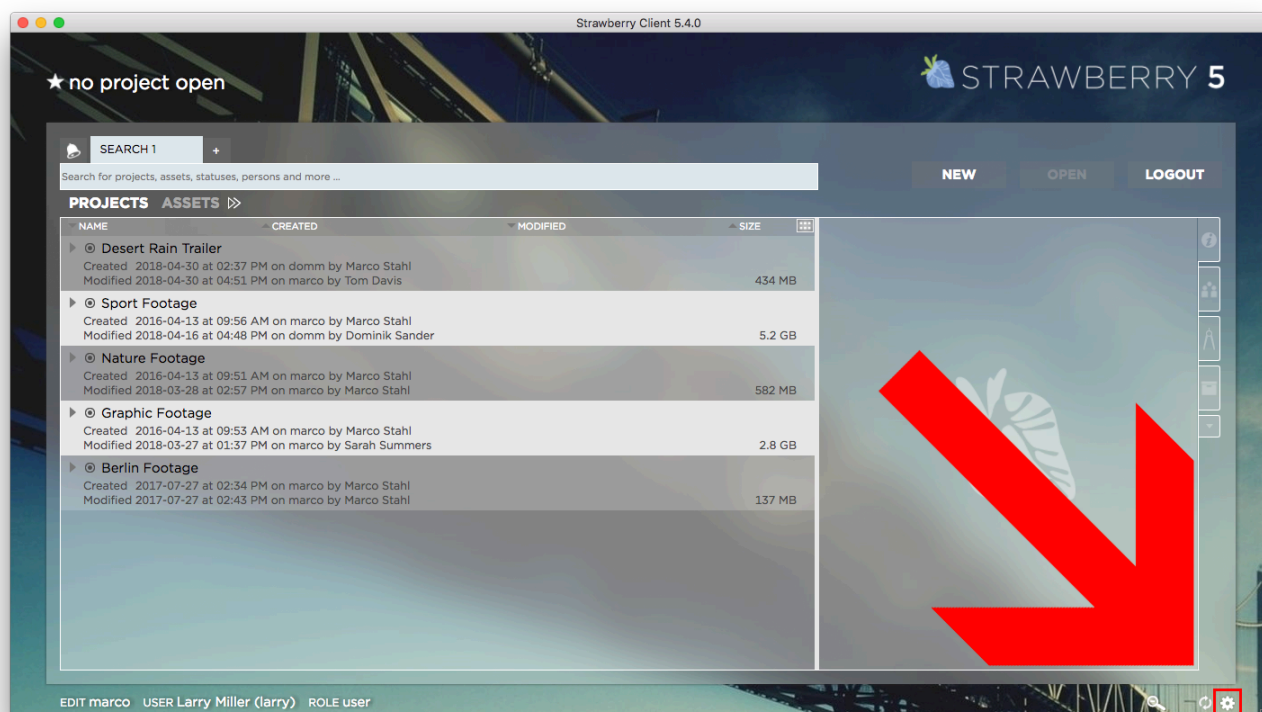 Strawberry Client 5.4.0
★ no project open
STRAWBERRY 5
SEARCH 1 +
Search for projects, assets, statuses, persons and more ...
NEW OPEN LOGOUT
PROJECTS ASSETS
NAME CREATED MODIFIED SIZE
Desert Rain Trailer
Created 2018-04-30 at 02:37 PM on domm by Marco Stahl
Modified 2018-04-30 at 04:51 PM on marco by Tom Davis 434 MB
Sport Footage
Created 2016-04-13 at 09:56 AM on marco by Marco Stahl
Modified 2018-04-16 at 04:48 PM on domm by Dominik Sander 5.2 GB
Nature Footage
Created 2016-04-13 at 09:51 AM on marco by Marco Stahl
Modified 2018-03-28 at 02:57 PM on marco by Marco Stahl 582 MB
Graphic Footage
Created 2016-04-13 at 09:53 AM on marco by Marco Stahl
Modified 2018-03-27 at 01:37 PM on marco by Sarah Summers 2.8 GB
Berlin Footage
Created 2017-07-27 at 02:34 PM on marco by Marco Stahl
Modified 2017-07-27 at 02:43 PM on marco by Marco Stahl 137 MB
EDIT marco USER Larry Miller (larry) ROLE user